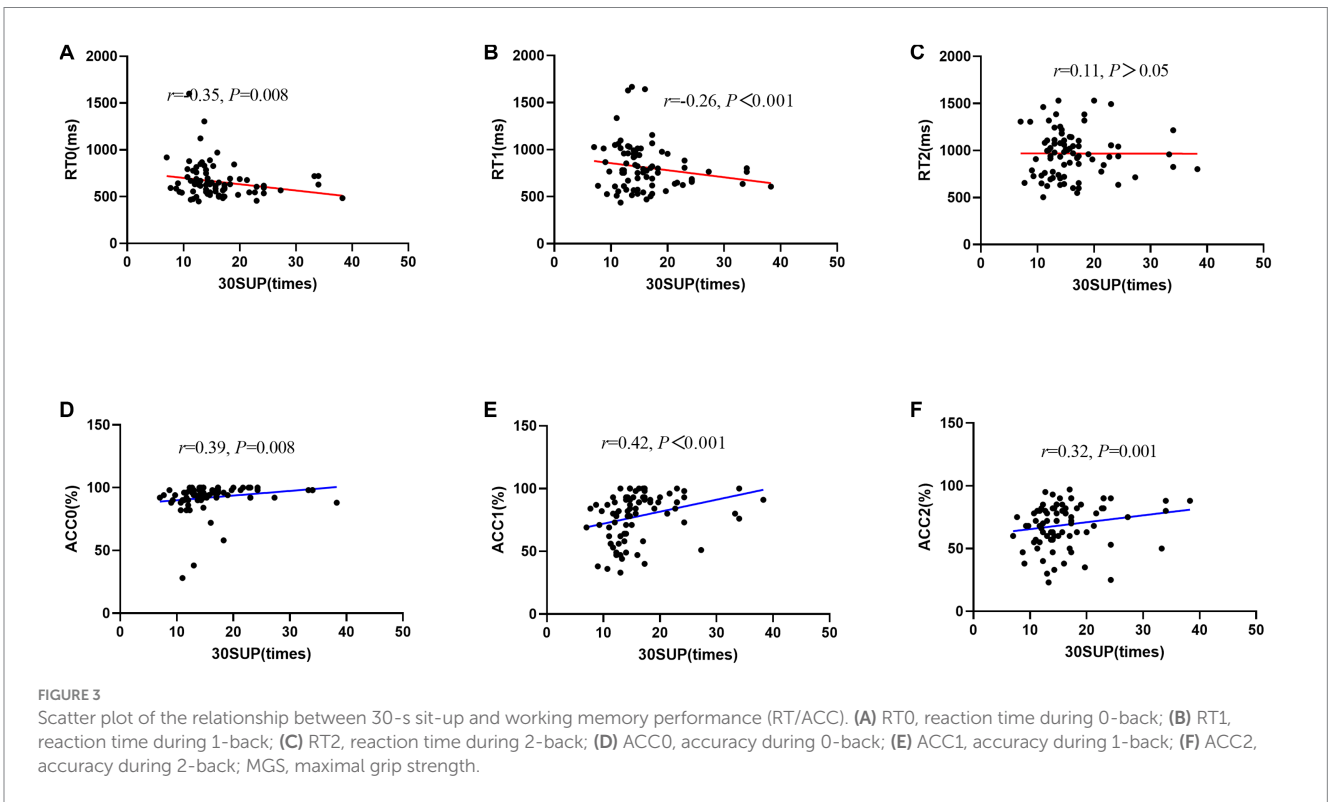 A
2000
1500
1000
500
0
RT0(ms)
r=-0.35, P=0.008
0 10 20 30 40 50
30SUP(times)
B
2000
1500
1000
500
0
RT1(ms)
r=-0.26, P<0.001
0 10 20 30 40 50
30SUP(times)
C
2000
1500
1000
500
0
RT2(ms)
r=0.11, P>0.05
0 10 20 30 40 50
30SUP(times)
D
150
100
50
0
ACC0(%)
r=0.39, P=0.008
0 10 20 30 40 50
30SUP(times)
E
150
100
50
0
ACC1(%)
r=0.42, P<0.001
0 10 20 30 40 50
30SUP(times)
F
150
100
50
0
ACC2(%)
r=0.32, P=0.001
0 10 20 30 40 50
30SUP(times)
FIGURE 3
Scatter plot of the relationship between 30-s sit-up and working memory performance (RT/ACC). (A) RT0, reaction time during 0-back; (B) RT1,
reaction time during 1-back; (C) RT2, reaction time during 2-back; (D) ACC0, accuracy during 0-back; (E) ACC1, accuracy during 1-back; (F) ACC2,
accuracy during 2-back; MGS, maximal grip strength.